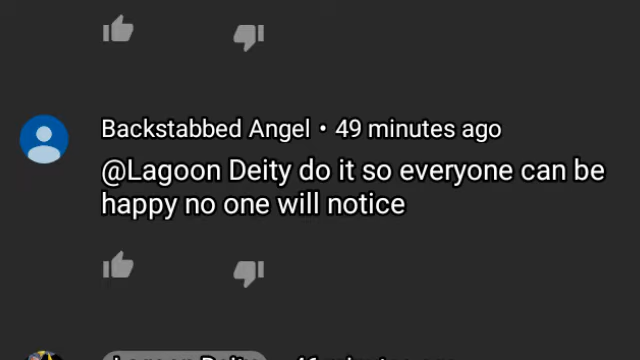 Backstabbed Angel • 49 minutes ago
@Lagoon Deity do it so everyone can be
happy no one will notice